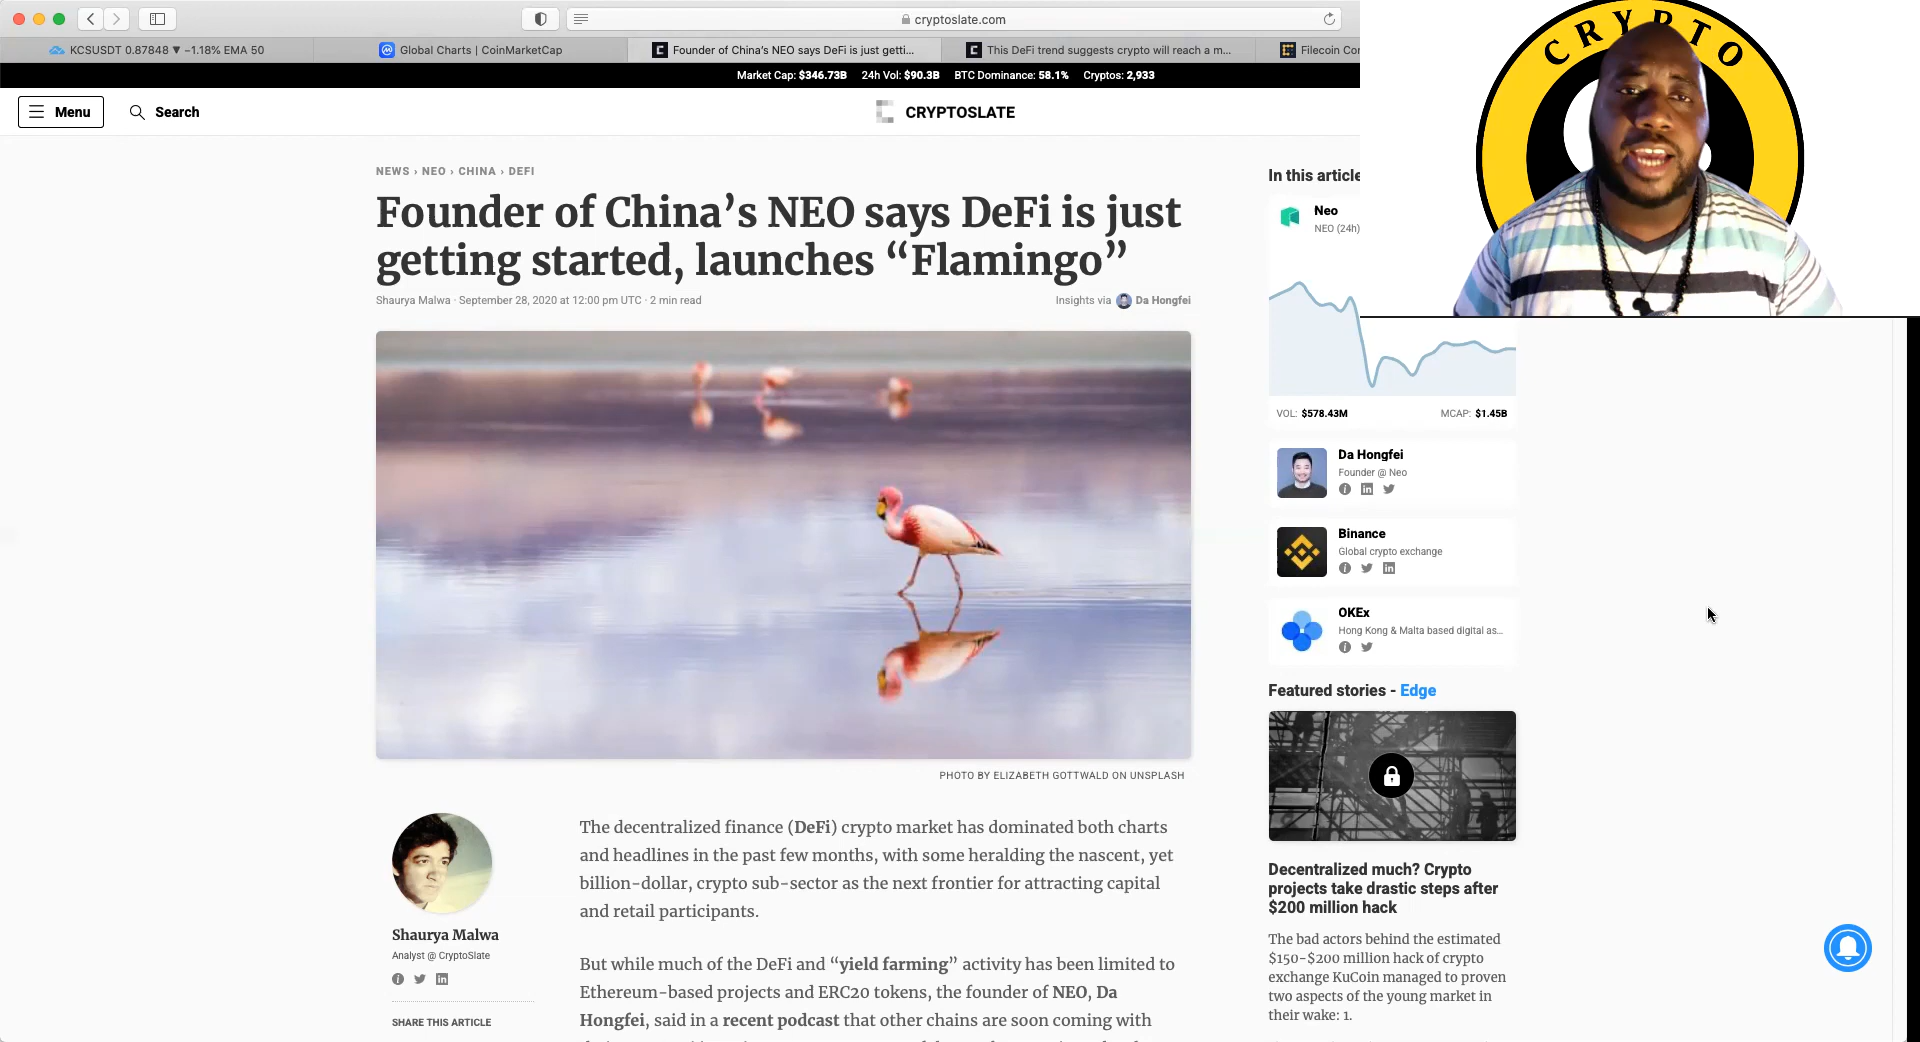 cryptoslate.com
KCSUSDT 0.87848 ▼ −1.18% EMA 50
Global Charts | CoinMarketCap
Founder of China's NEO says DeFi is just getti...
This DeFi trend suggests crypto will reach a m...
Filecoin Co
Market Cap: $346.73B 24h Vol: $90.3B BTC Dominance: 58.1% Cryptos: 2,933
CRYPTO
Menu
Search
CRYPTOSLATE
NEWS › NEO › CHINA › DEFI
Founder of China’s NEO says DeFi is just
getting started, launches “Flamingo”
Shaurya Malwa · September 28, 2020 at 12:00 pm UTC · 2 min read
Insights via Da Hongfei
PHOTO BY ELIZABETH GOTTWALD ON UNSPLASH
Shaurya Malwa
Analyst @ CryptoSlate
SHARE THIS ARTICLE
The decentralized finance (DeFi) crypto market has dominated both charts
and headlines in the past few months, with some heralding the nascent, yet
billion-dollar, crypto sub-sector as the next frontier for attracting capital
and retail participants.
But while much of the DeFi and “yield farming” activity has been limited to
Ethereum-based projects and ERC20 tokens, the founder of NEO, Da
Hongfei, said in a recent podcast that other chains are soon coming with
In this article
Neo
NEO (24h)
VOL: $578.43M
MCAP: $1.45B
Da Hongfei
Founder @ Neo
Binance
Global crypto exchange
OKEx
Hong Kong & Malta based digital as...
Featured stories - Edge
Decentralized much? Crypto
projects take drastic steps after
$200 million hack
The bad actors behind the estimated
$150-$200 million hack of crypto
exchange KuCoin managed to proven
two aspects of the young market in
their wake: 1.